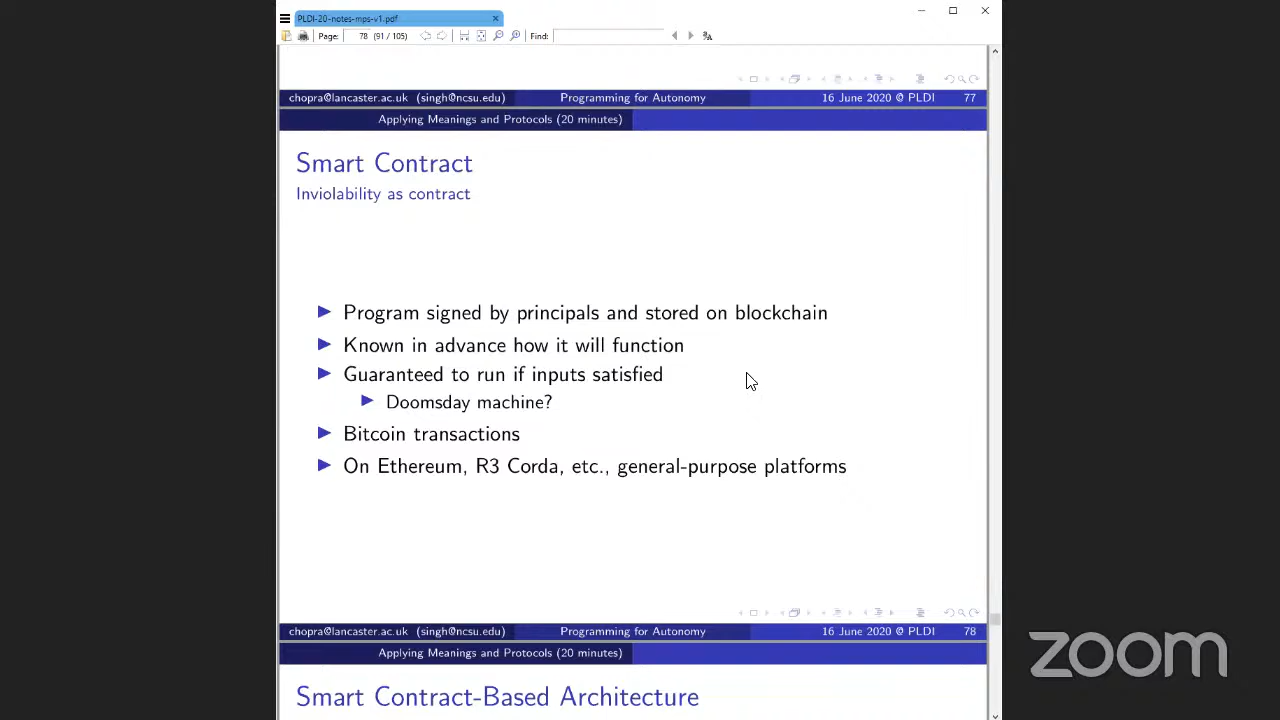 PLDI-20-notes-mps-v1.pdf
Page: 78 (91 / 105) Find:
chopra@lancaster.ac.uk (singh@ncsu.edu) Programming for Autonomy 16 June 2020 @ PLDI 77
Applying Meanings and Protocols (20 minutes)
Smart Contract
Inviolability as contract
Program signed by principals and stored on blockchain
Known in advance how it will function
Guaranteed to run if inputs satisfied
Doomsday machine?
Bitcoin transactions
On Ethereum, R3 Corda, etc., general-purpose platforms
chopra@lancaster.ac.uk (singh@ncsu.edu) Programming for Autonomy 16 June 2020 @ PLDI 78
Applying Meanings and Protocols (20 minutes)
Smart Contract-Based Architecture
zoom